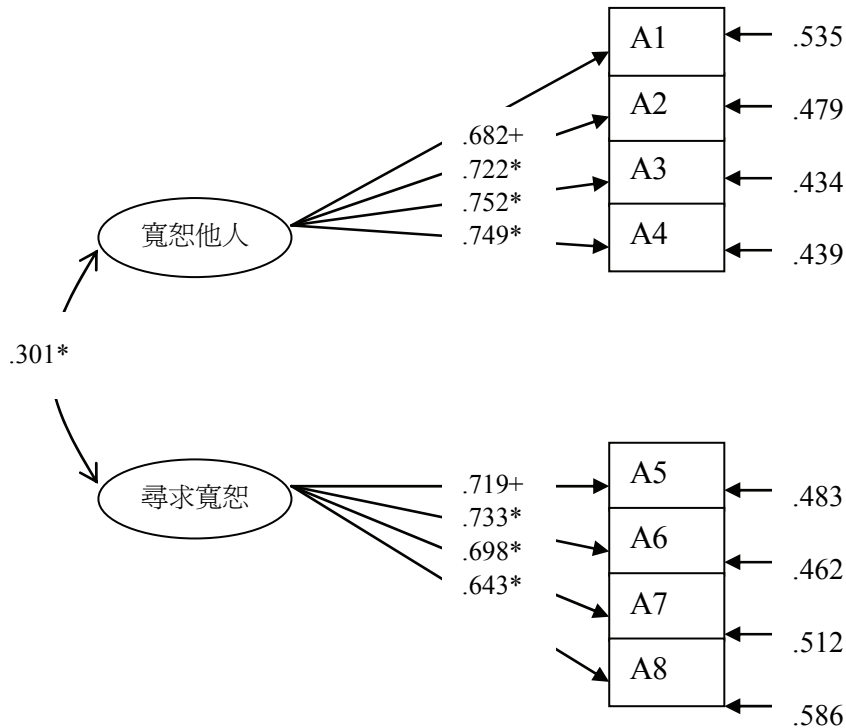 A1
.535
A2
.479
.682+
.722*
A3
.434
.752*
.749*
A4
.439
寬恕他人
.301*
尋求寬恕
.719+
A5
.483
.733*
A6
.462
.698*
.643*
A7
.512
A8
.586